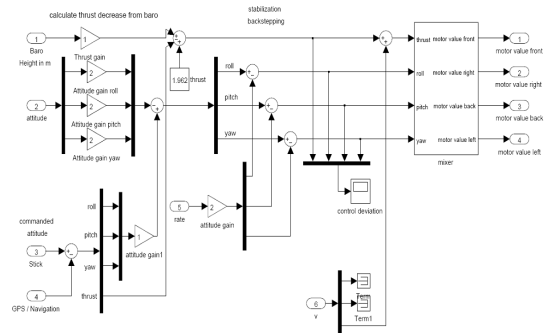 calculate thrust decrease from baro
stabilization
backstepping
1
Baro
Height in m
1
Thrust gain
1.962
thrust
2
attitude
2
Attitude gain roll
2
Attitude gain pitch
2
Attitude gain yaw
roll
pitch
yaw
thrust
roll
pitch
yaw
motor value front
motor value right
motor value back
motor value left
mixer
1
motor value front
2
motor value right
3
motor value back
4
motor value left
5
rate
2
attitude gain
control deviation
commanded
attitude
3
Stick
4
GPS / Navigation
roll
pitch
yaw
thrust
1
attitude gain1
6
v
Term
Term1